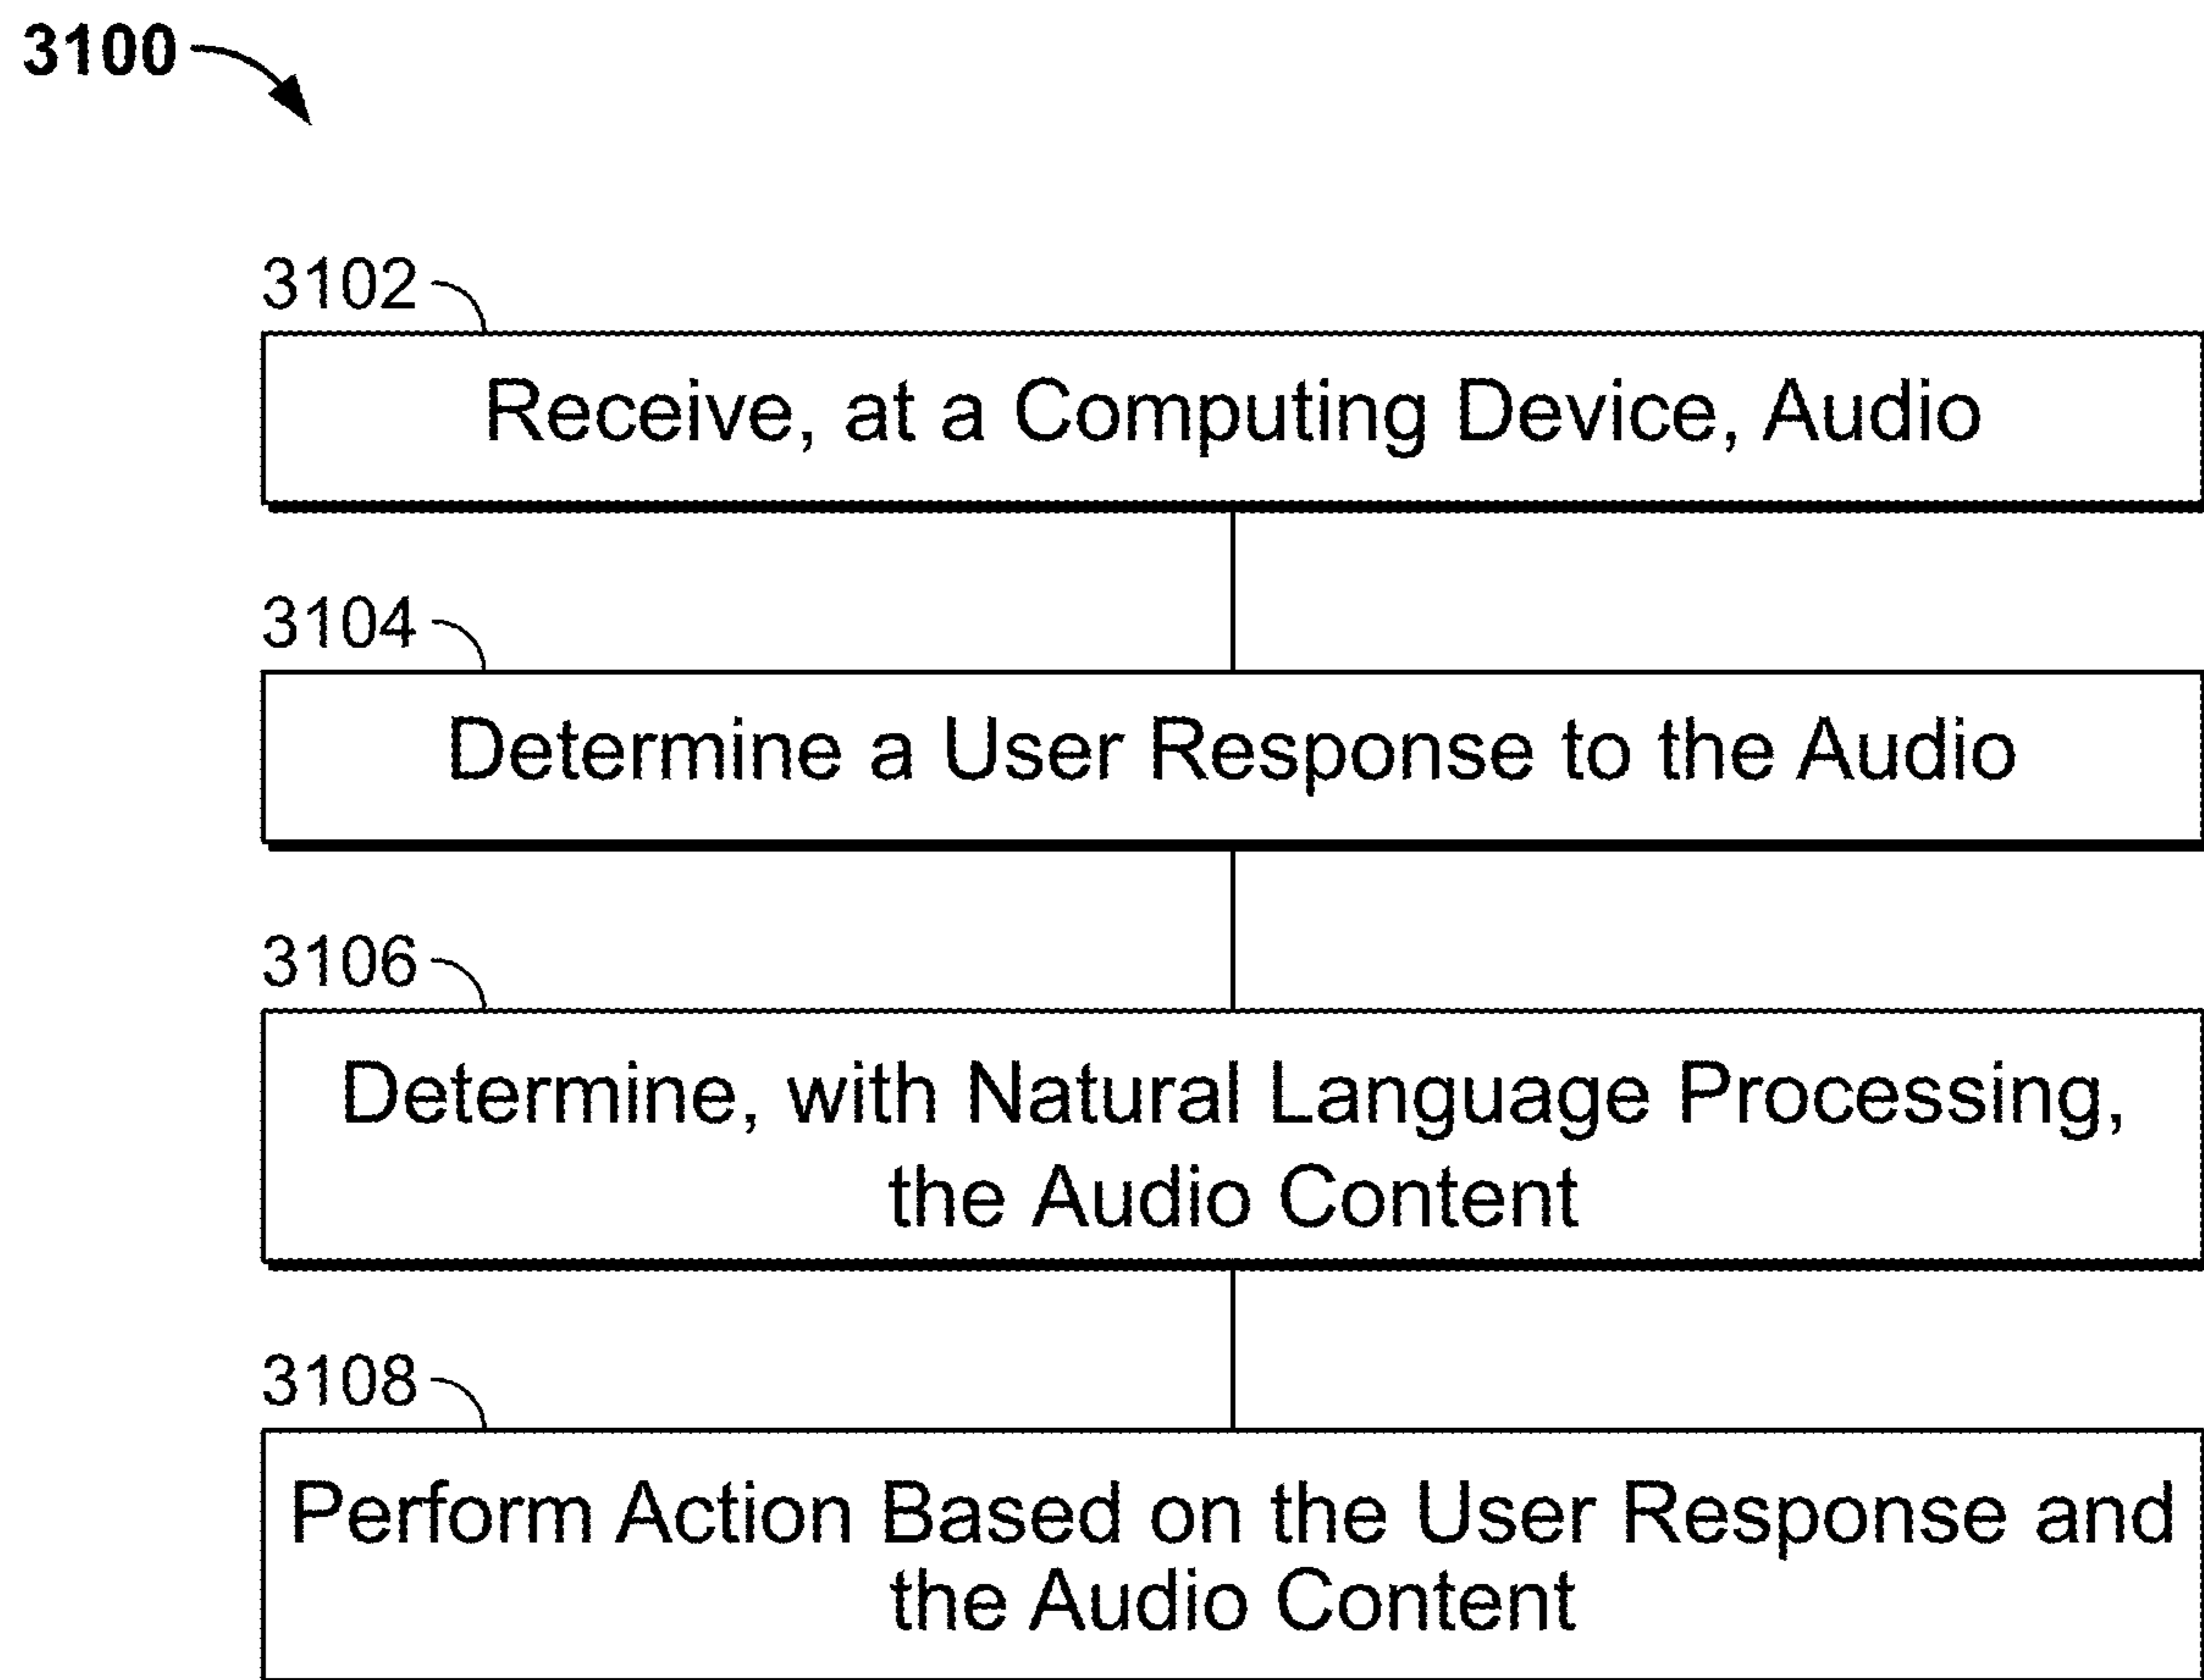 3100
3102
Receive, at a Computing Device, Audio
3104
Determine a User Response to the Audio
3106
Determine, with Natural Language Processing,
the Audio Content
3108
Perform Action Based on the User Response and
the Audio Content